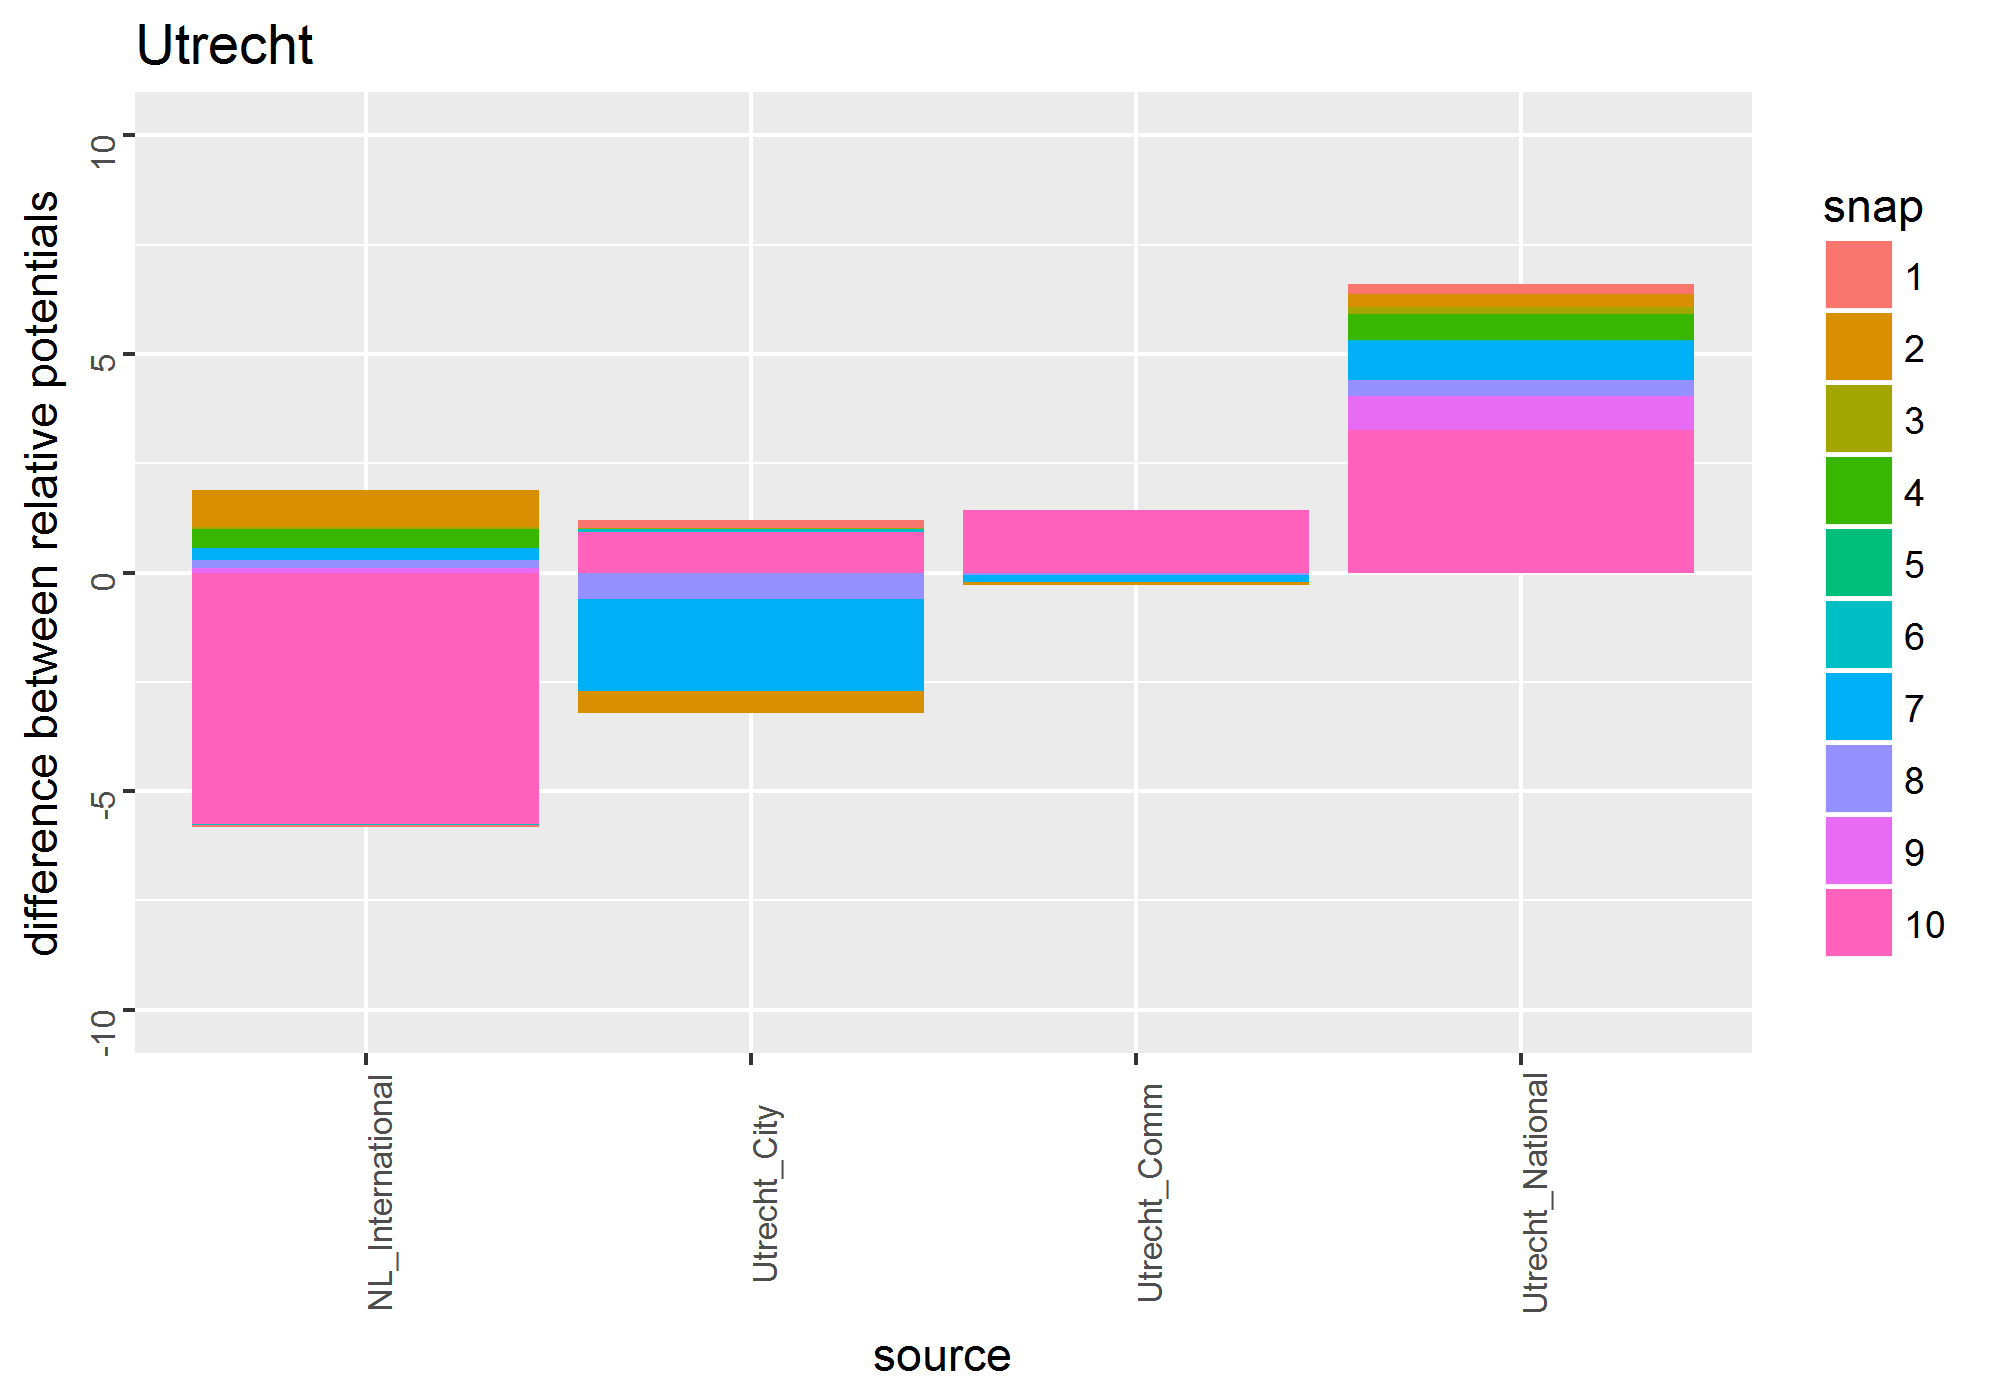 Utrecht
difference between relative potentials
10
5
0
-5
-10
NL_International
Utrecht_City
Utrecht_Comm
Utrecht_National
source
snap
1
2
3
4
5
6
7
8
9
10